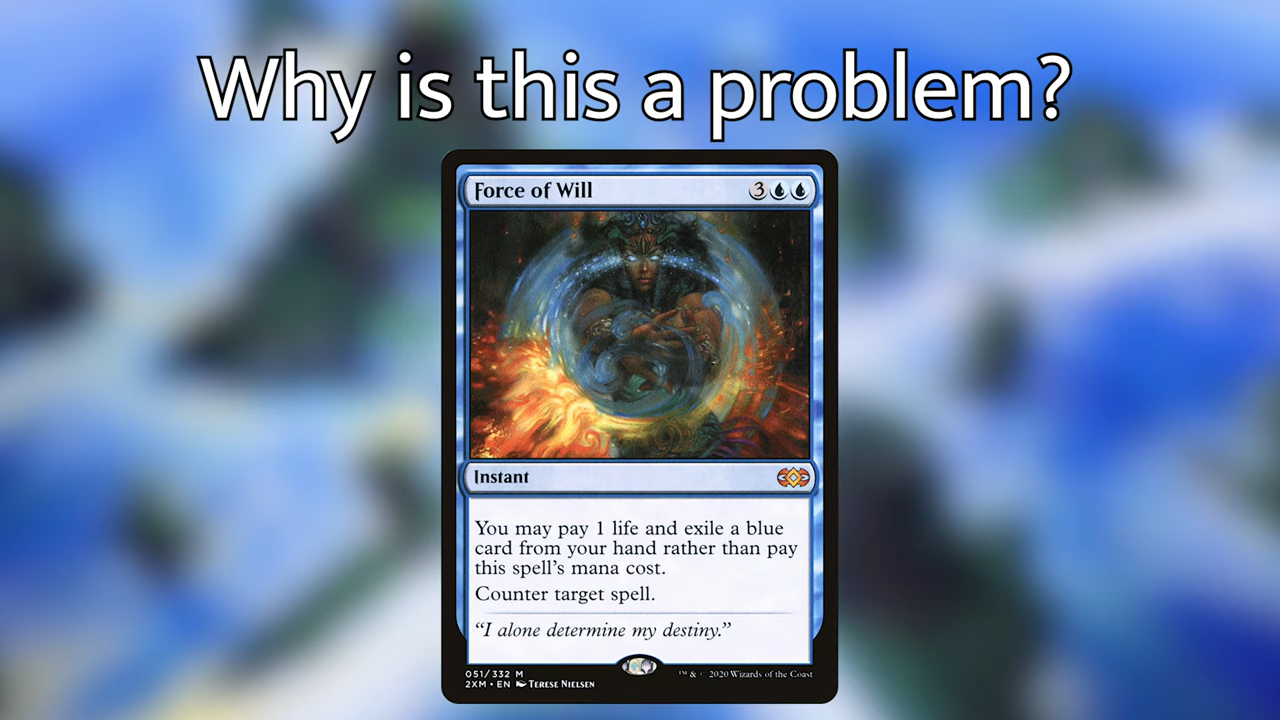 Why is this a problem?
Force of Will 3
Instant
You may pay 1 life and exile a blue
card from your hand rather than pay
this spell's mana cost.
Counter target spell.
"I alone determine my destiny."
051/332 M
2XM • EN Terese Nielsen
™ & © 2020 Wizards of the Coast